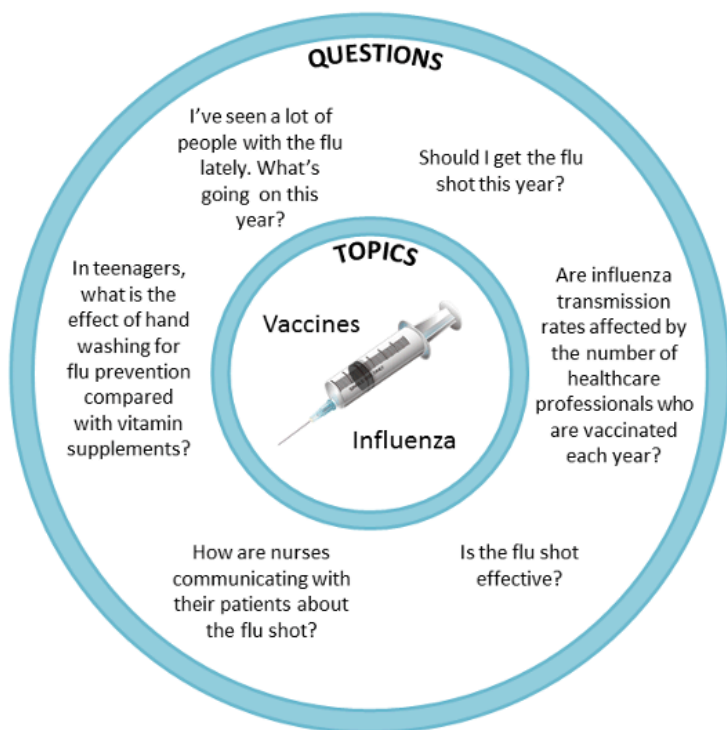 QUESTIONS
I've seen a lot of
people with the flu
lately. What's
going on this
year?
Should I get the flu
shot this year?
In teenagers,
what is the
effect of hand
washing for
flu prevention
compared
with vitamin
supplements?
TOPICS
Vaccines
Influenza
Are influenza
transmission
rates affected by
the number of
healthcare
professionals who
are vaccinated
each year?
How are nurses
communicating with
their patients about
the flu shot?
Is the flu shot
effective?